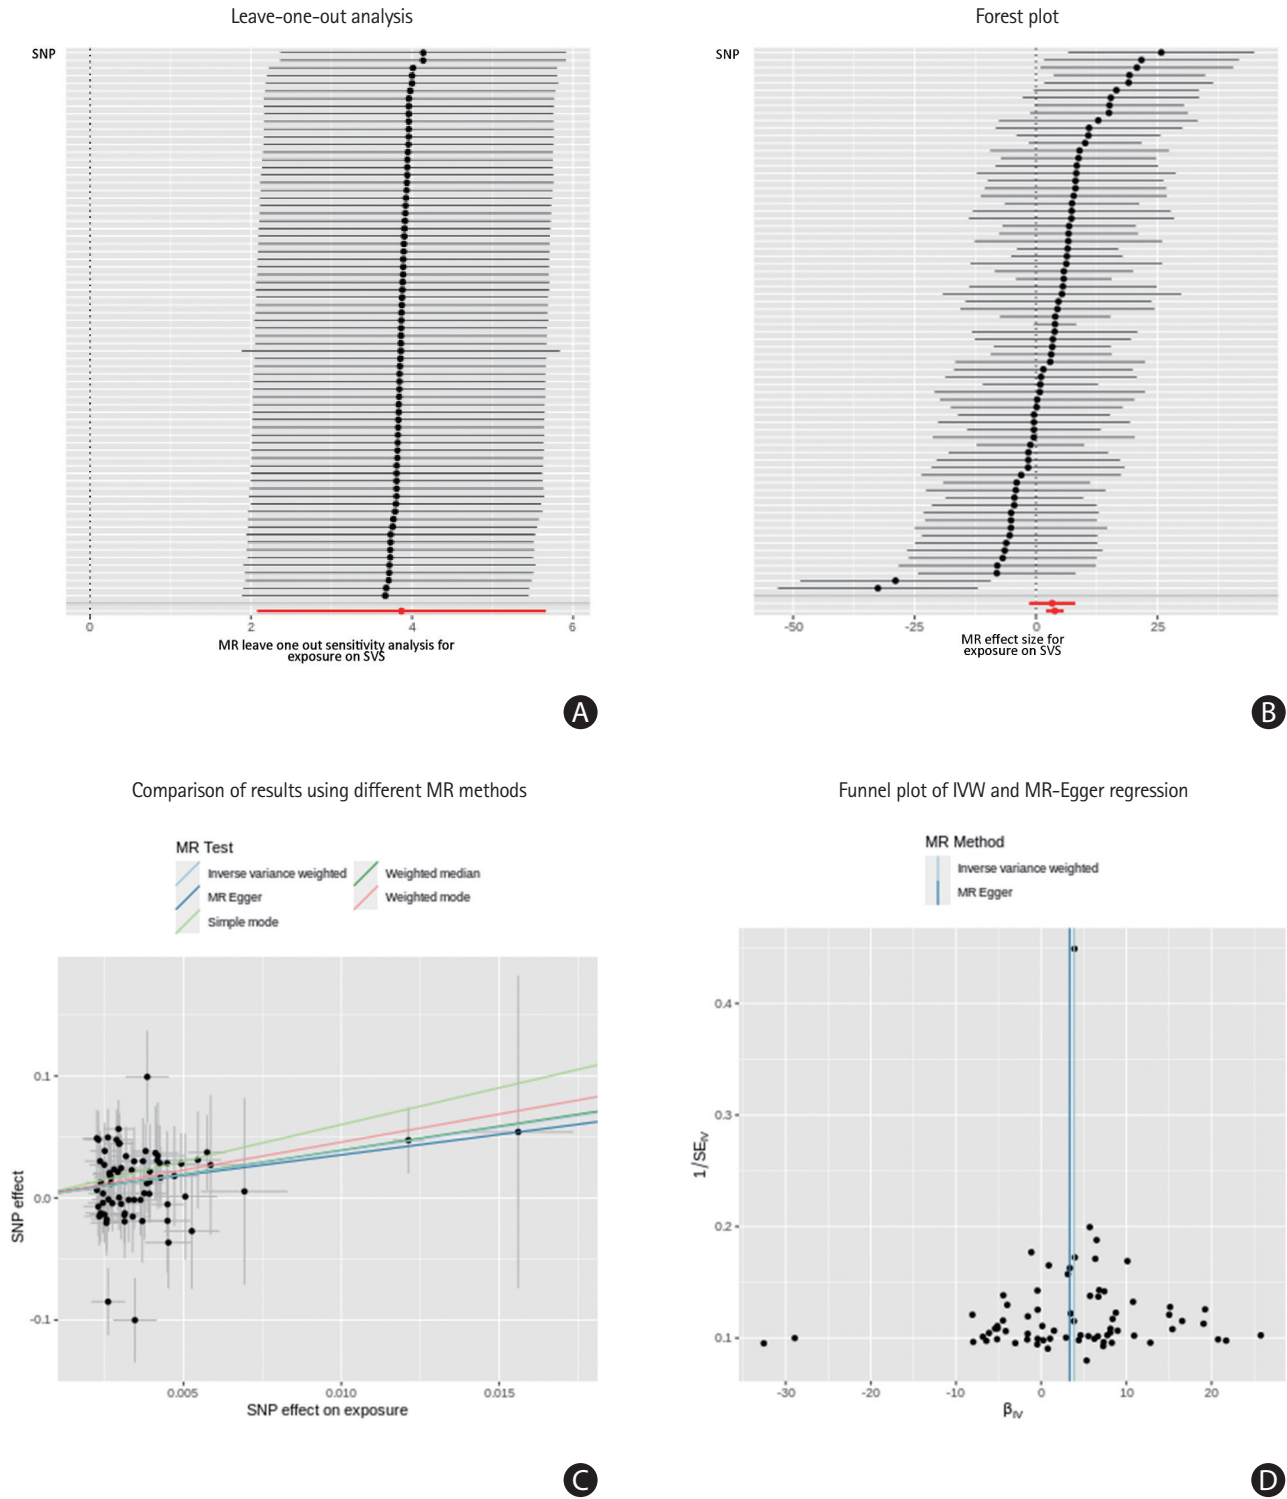 Leave-one-out analysis
SNP
0
2
4
6
MR leave one out sensitivity analysis for
exposure on SVS
A
Forest plot
SNP
-50
-25
0
25
MR effect size for
exposure on SVS
B
Comparison of results using different MR methods
MR Test
Inverse variance weighted
Weighted median
MR Egger
Weighted mode
Simple mode
SNP effect
0.1
0.0
-0.1
0.005
0.010
0.015
SNP effect on exposure
C
Funnel plot of IVW and MR-Egger regression
MR Method
Inverse variance weighted
MR Egger
1/SE_IV
0.4
0.3
0.2
0.1
-30
-20
-10
0
10
20
β_IV
D